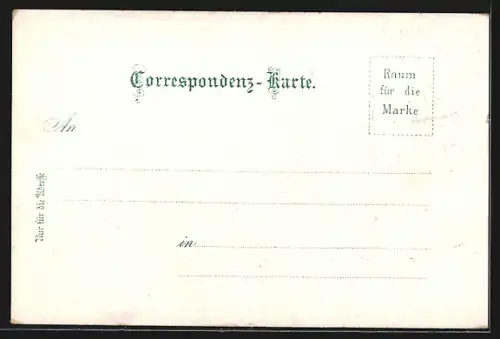 Correspondenz-Karte.
Raum
für die
Marke
An
in
Nur für die Adresse